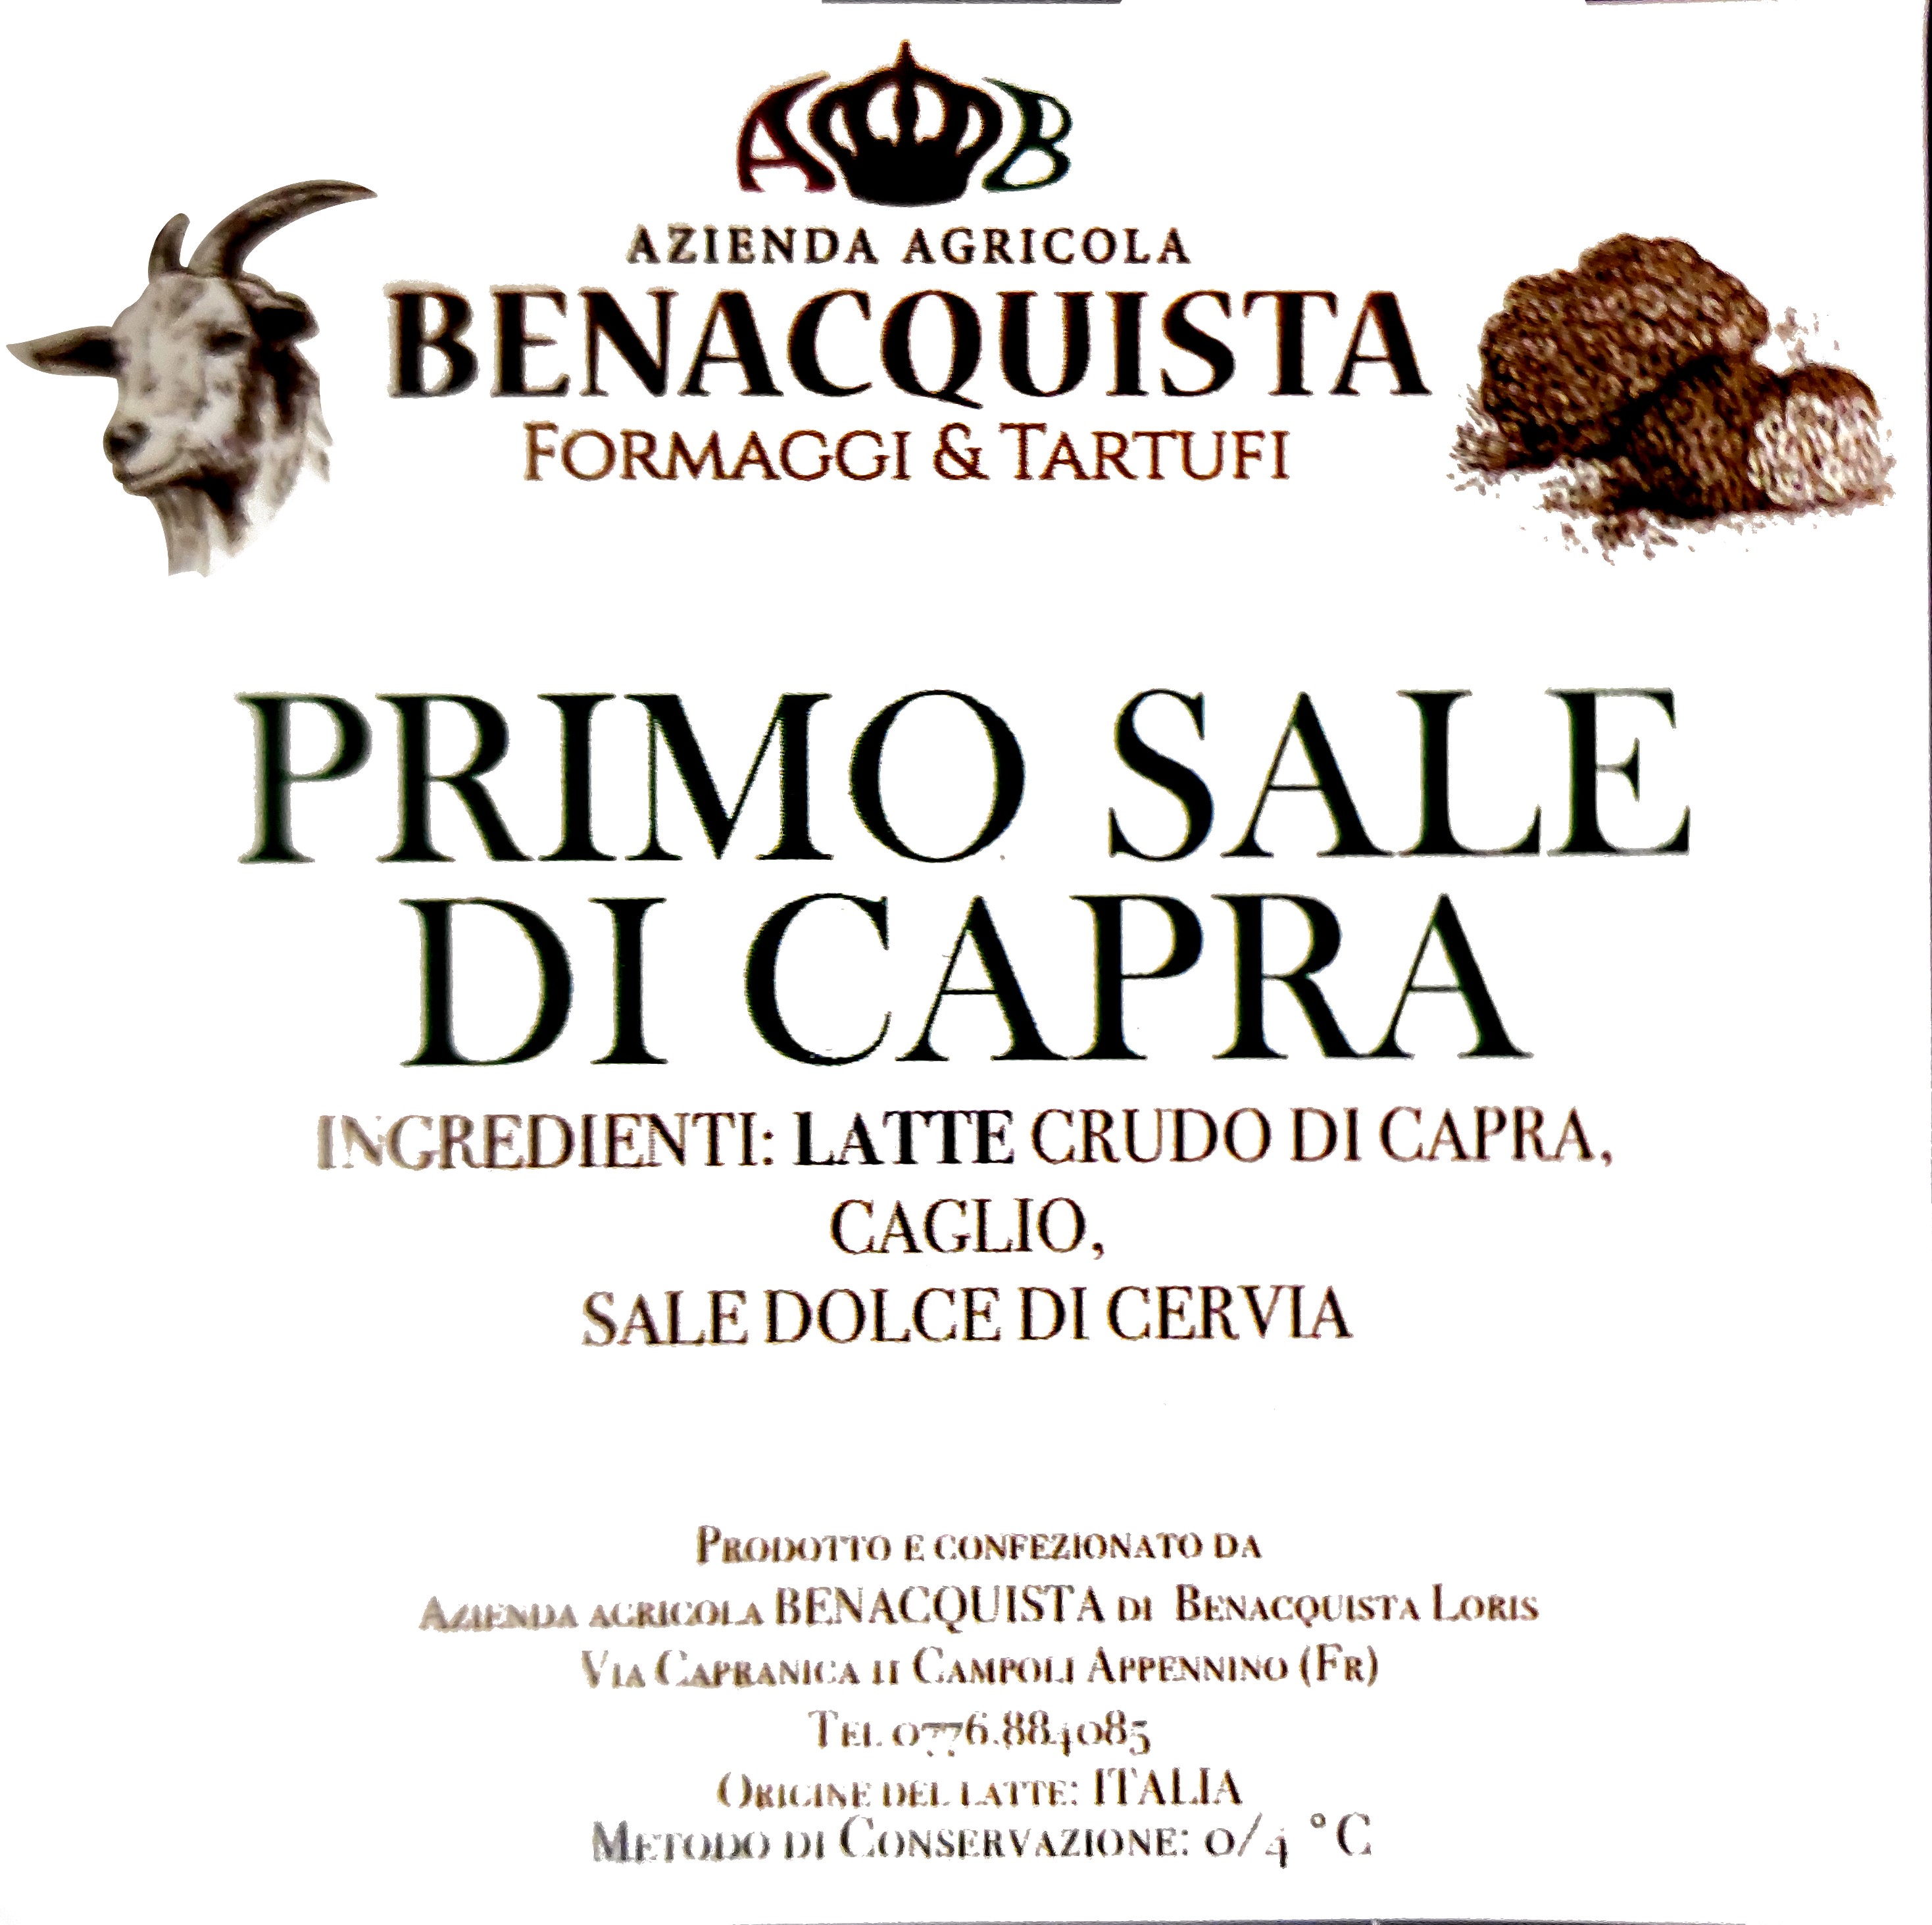 A B
AZIENDA AGRICOLA
BENACQUISTA
FORMAGGI & TARTUFI
PRIMO SALE
DI CAPRA
INGREDIENTI: LATTE CRUDO DI CAPRA,
CAGLIO,
SALE DOLCE DI CERVIA
PRODOTTO E CONFEZIONATO DA
AZIENDA AGRICOLA BENACQUISTA DI BENACQUISTA LORIS
VIA CAPRANICA 11 CAMPOLI APPENNINO (FR)
TEL 0776.884085
ORIGINE DEL LATTE: ITALIA
METODO DI CONSERVAZIONE: 0/4 °C